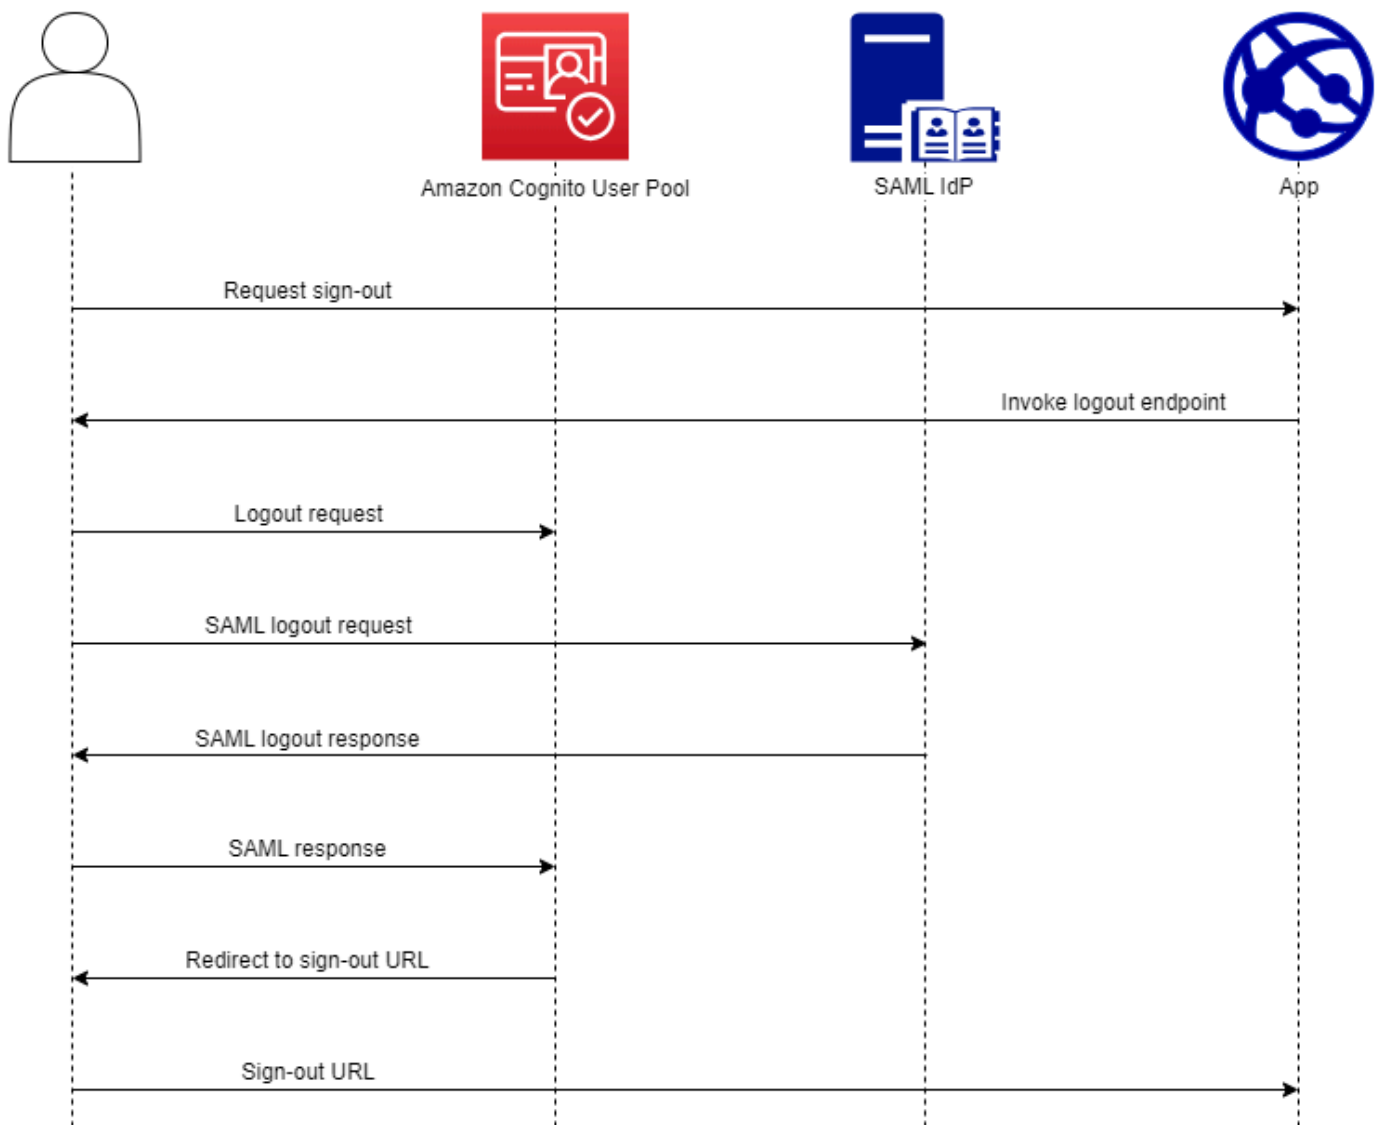 Amazon Cognito User Pool
SAML IdP
App
Request sign-out
Invoke logout endpoint
Logout request
SAML logout request
SAML logout response
SAML response
Redirect to sign-out URL
Sign-out URL